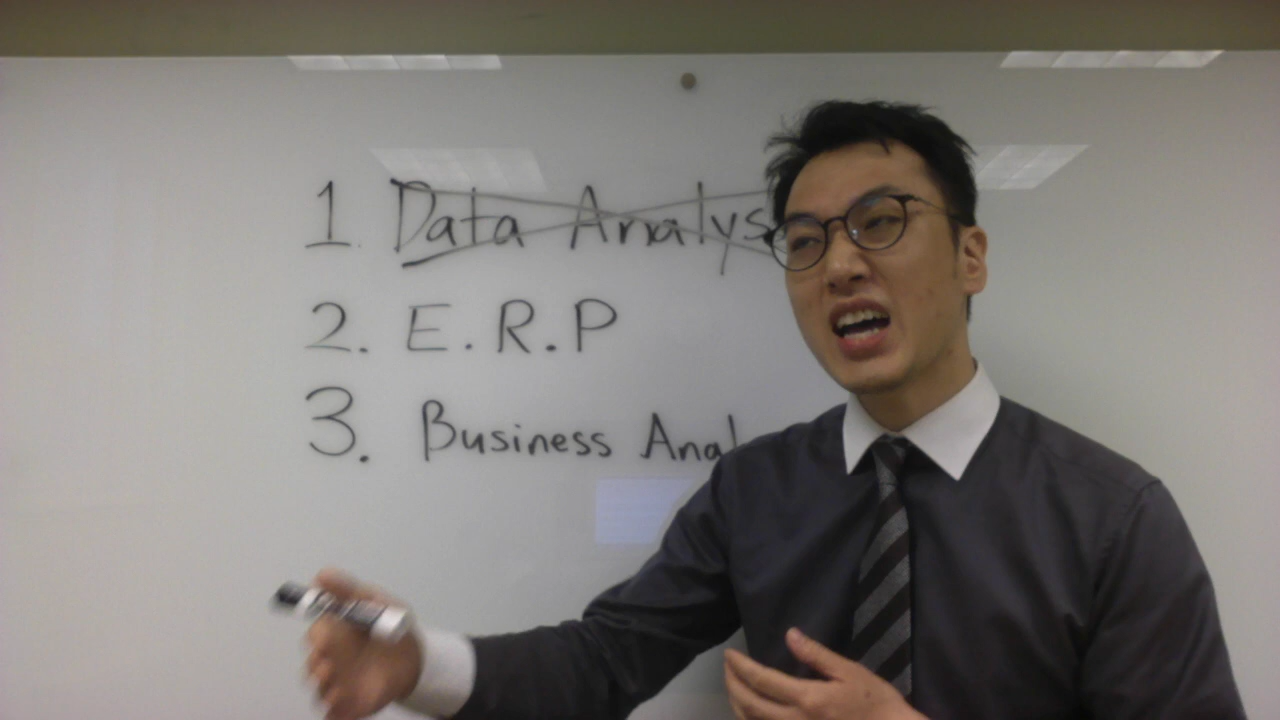 1. Data Analys
2. E.R.P
3. Business Anal